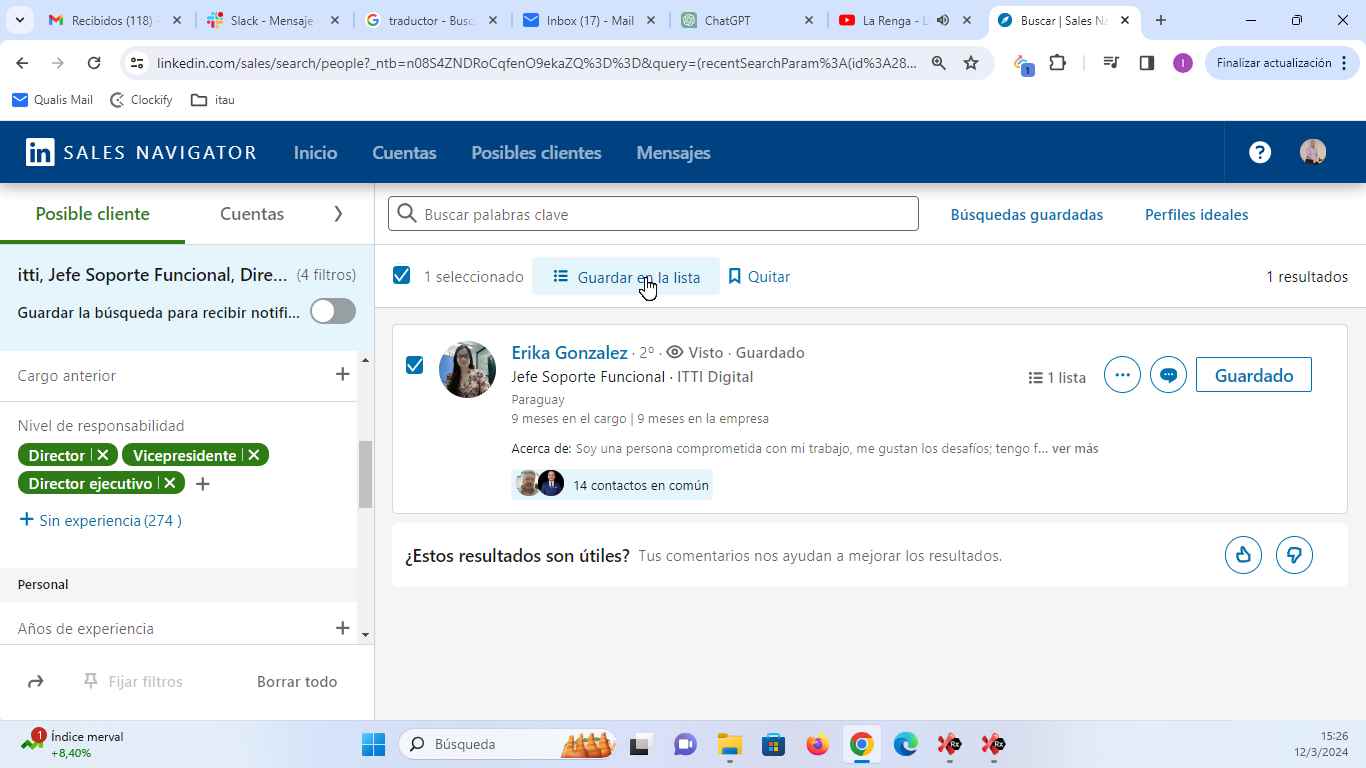 Recibidos (118) -
Slack - Mensaje
traductor - Busc
Inbox (17) - Mail
ChatGPT
La Renga - L
Buscar | Sales Na
linkedin.com/sales/search/people?_ntb=n08S4ZNDRoCqfenO9ekaZQ%3D%3D&query=(recentSearchParam%3A(id%3A28...
1
I
Finalizar actualización
Qualis Mail
Clockify
itau
in SALES NAVIGATOR
Inicio
Cuentas
Posibles clientes
Mensajes
?
Posible cliente
Cuentas
Buscar palabras clave
Búsquedas guardadas
Perfiles ideales
itti, Jefe Soporte Funcional, Dire... (4 filtros)
Guardar la búsqueda para recibir notifi...
1 seleccionado
Guardar en la lista
Quitar
1 resultados
Cargo anterior
Nivel de responsabilidad
Director
Vicepresidente
Director ejecutivo
Sin experiencia (274 )
Personal
Años de experiencia
Fijar filtros
Borrar todo
Erika Gonzalez · 2º · Visto · Guardado
Jefe Soporte Funcional · ITTI Digital
Paraguay
9 meses en el cargo | 9 meses en la empresa
Acerca de: Soy una persona comprometida con mi trabajo, me gustan los desafíos; tengo f... ver más
14 contactos en común
1 lista
Guardado
¿Estos resultados son útiles? Tus comentarios nos ayudan a mejorar los resultados.
1
Índice merval
+8,40%
Búsqueda
Rx
Rx
15:26
12/3/2024